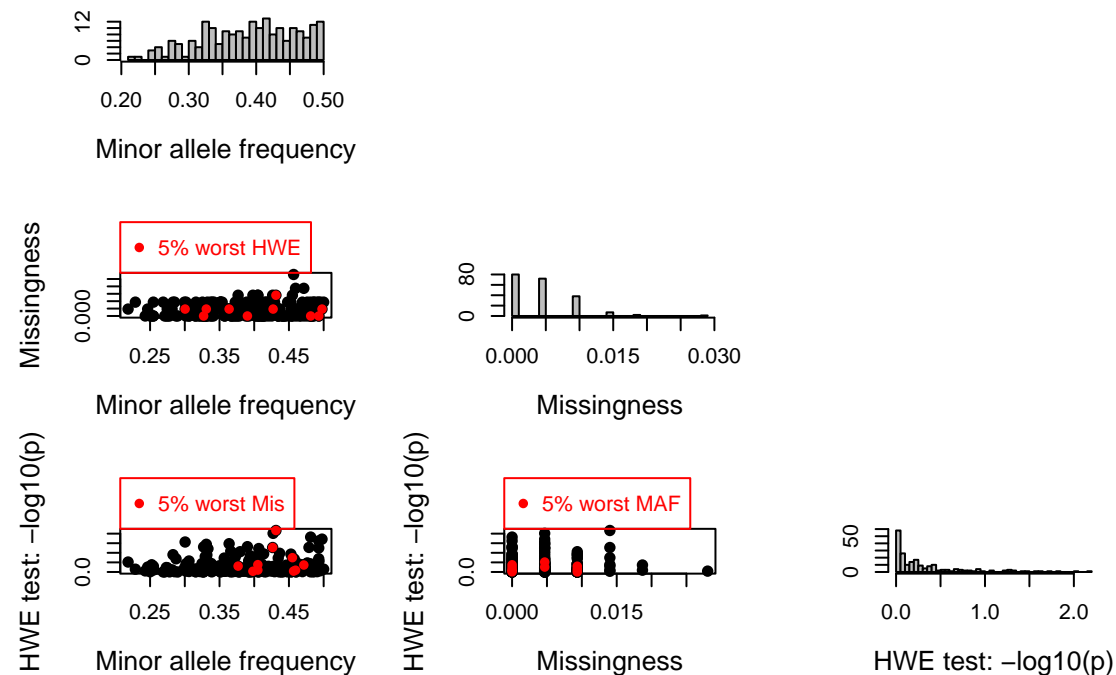 12
0
0.20 0.30 0.40 0.50
Minor allele frequency
Missingness
5% worst HWE
0.000
0.25 0.35 0.45
Minor allele frequency
80
0
0.000 0.015 0.030
Missingness
HWE test: −log10(p)
5% worst Mis
0.0
0.25 0.35 0.45
Minor allele frequency
HWE test: −log10(p)
5% worst MAF
0.0
0.000 0.015
Missingness
50
0
0.0 1.0 2.0
HWE test: −log10(p)